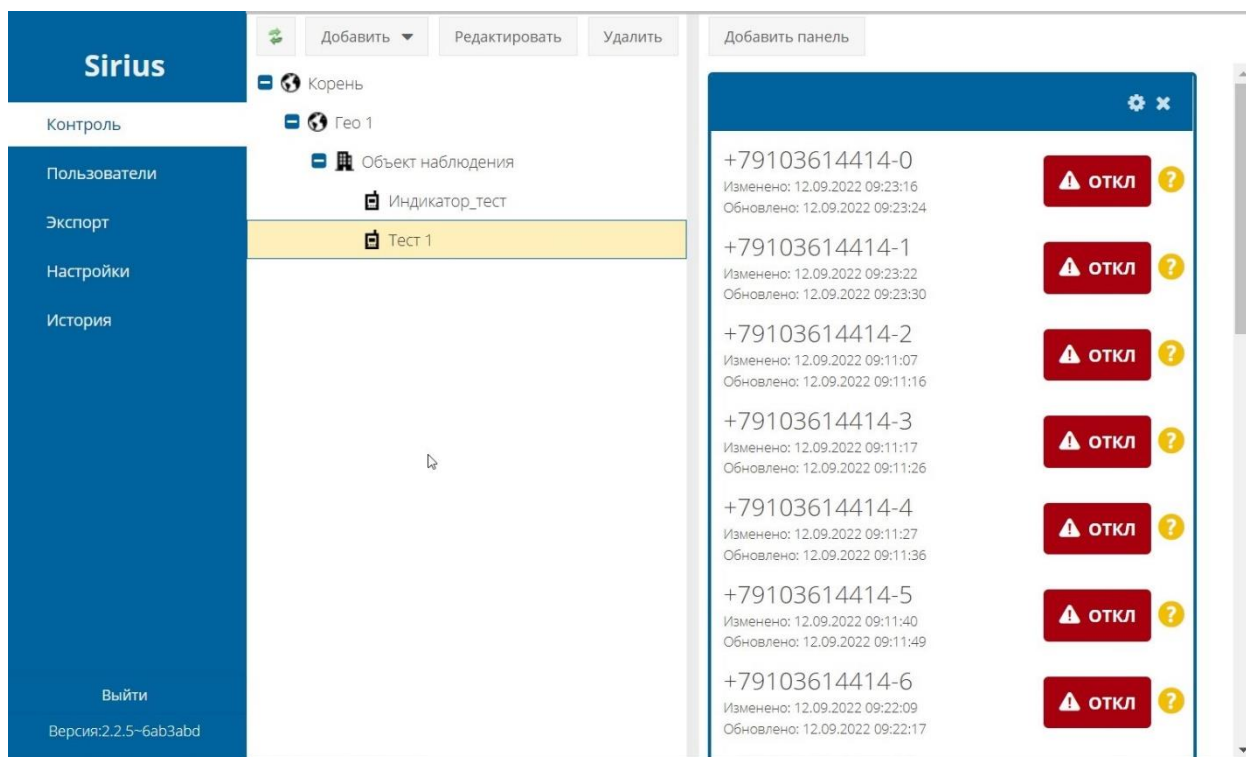 Sirius
Контроль
Пользователи
Экспорт
Настройки
История
Выйти
Версия:2.2.5~6ab3abd
Добавить
Редактировать
Удалить
Корень
Гео 1
Объект наблюдения
Индикатор_тест
Тест 1
Добавить панель
+79103614414-0
Изменено: 12.09.2022 09:23:16
Обновлено: 12.09.2022 09:23:24
ОТКЛ
?
+79103614414-1
Изменено: 12.09.2022 09:23:22
Обновлено: 12.09.2022 09:23:30
ОТКЛ
?
+79103614414-2
Изменено: 12.09.2022 09:11:07
Обновлено: 12.09.2022 09:11:16
ОТКЛ
?
+79103614414-3
Изменено: 12.09.2022 09:11:17
Обновлено: 12.09.2022 09:11:26
ОТКЛ
?
+79103614414-4
Изменено: 12.09.2022 09:11:27
Обновлено: 12.09.2022 09:11:36
ОТКЛ
?
+79103614414-5
Изменено: 12.09.2022 09:11:40
Обновлено: 12.09.2022 09:11:49
ОТКЛ
?
+79103614414-6
Изменено: 12.09.2022 09:22:09
Обновлено: 12.09.2022 09:22:17
ОТКЛ
?